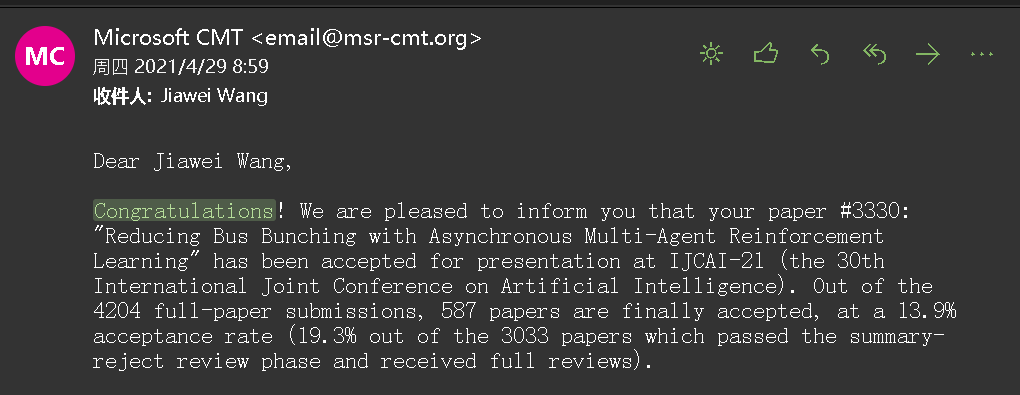 MC
Microsoft CMT <email@msr-cmt.org>
周四 2021/4/29 8:59
收件人: Jiawei Wang
Dear Jiawei Wang,
Congratulations! We are pleased to inform you that your paper #3330:
"Reducing Bus Bunching with Asynchronous Multi-Agent Reinforcement
Learning" has been accepted for presentation at IJCAI-21 (the 30th
International Joint Conference on Artificial Intelligence). Out of the
4204 full-paper submissions, 587 papers are finally accepted, at a 13.9%
acceptance rate (19.3% out of the 3033 papers which passed the summary-
reject review phase and received full reviews).